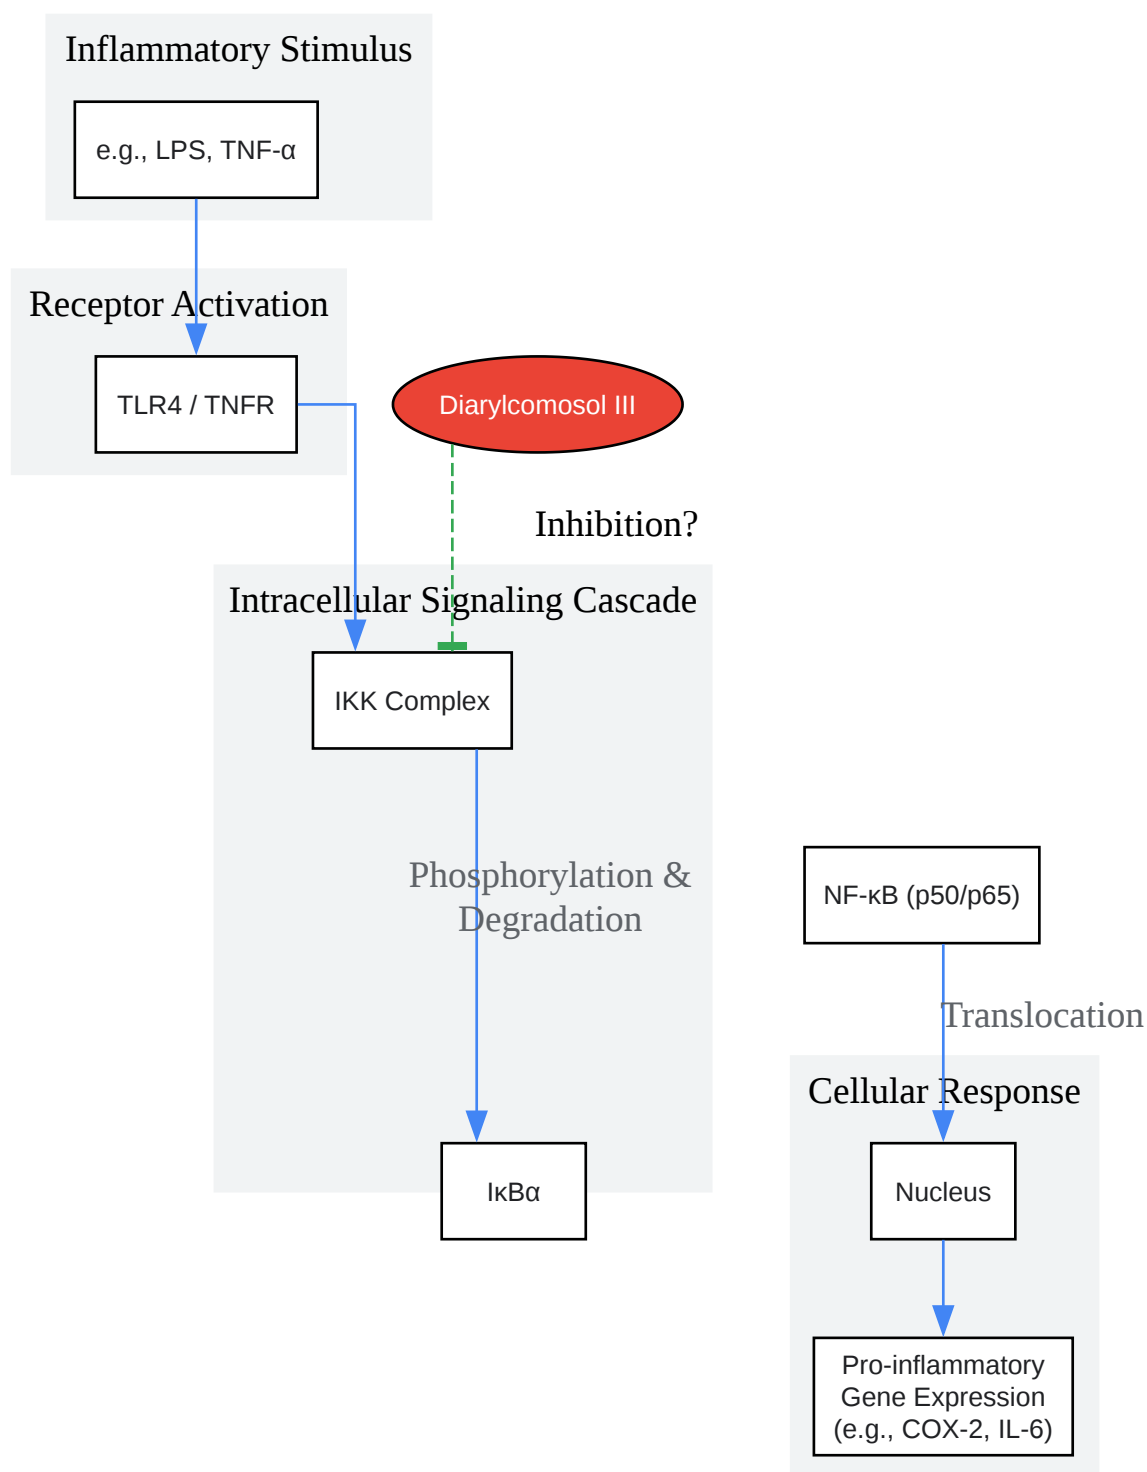 Inflammatory Stimulus
e.g., LPS, TNF-α
Receptor Activation
TLR4 / TNFR
Diarylcomosol III
Inhibition?
Intracellular Signaling Cascade
IKK Complex
Phosphorylation &
Degradation
NF-κB (p50/p65)
Translocation
Cellular Response
IκBα
Nucleus
Pro-inflammatory
Gene Expression
(e.g., COX-2, IL-6)